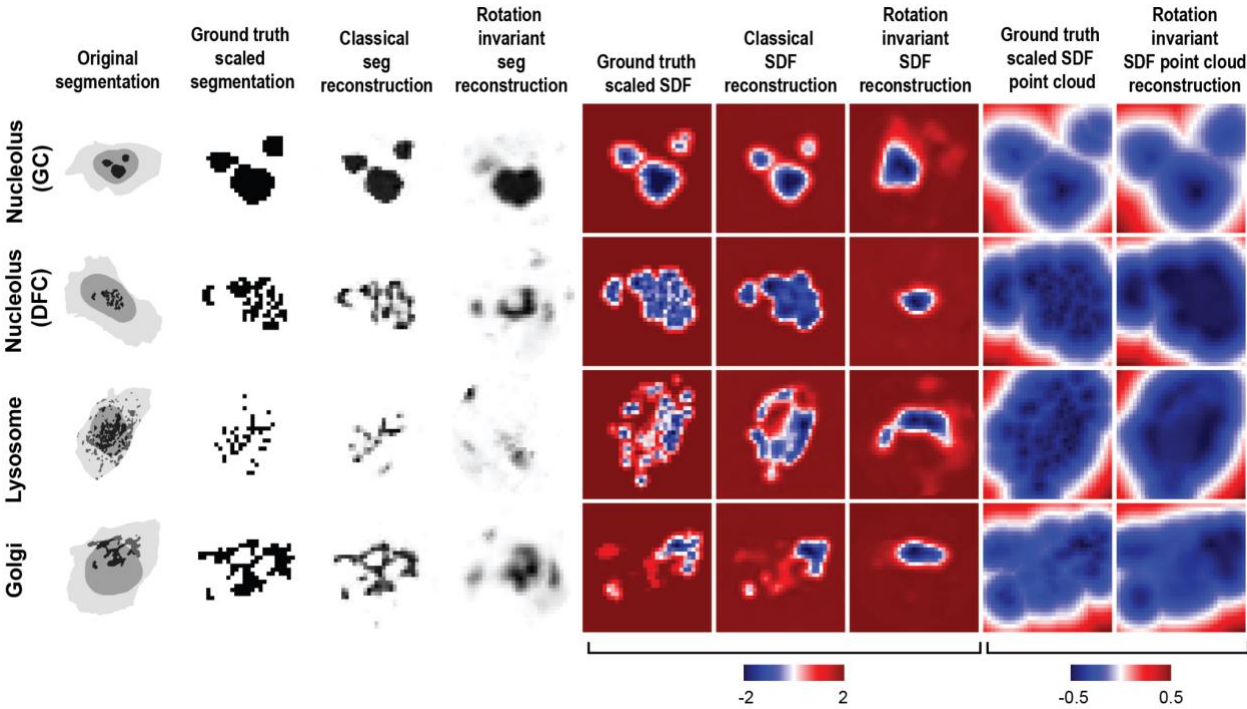 Original
segmentation
Ground truth
scaled
segmentation
Classical
seg
reconstruction
Rotation
invariant
seg
reconstruction
Ground truth
scaled SDF
Classical
SDF
reconstruction
Rotation
invariant
SDF
reconstruction
Ground truth
scaled SDF
point cloud
Rotation
invariant
SDF point cloud
reconstruction
Nucleolus
(GC)
Nucleolus
(DFC)
Lysosome
Golgi
-2 2
-0.5 0.5